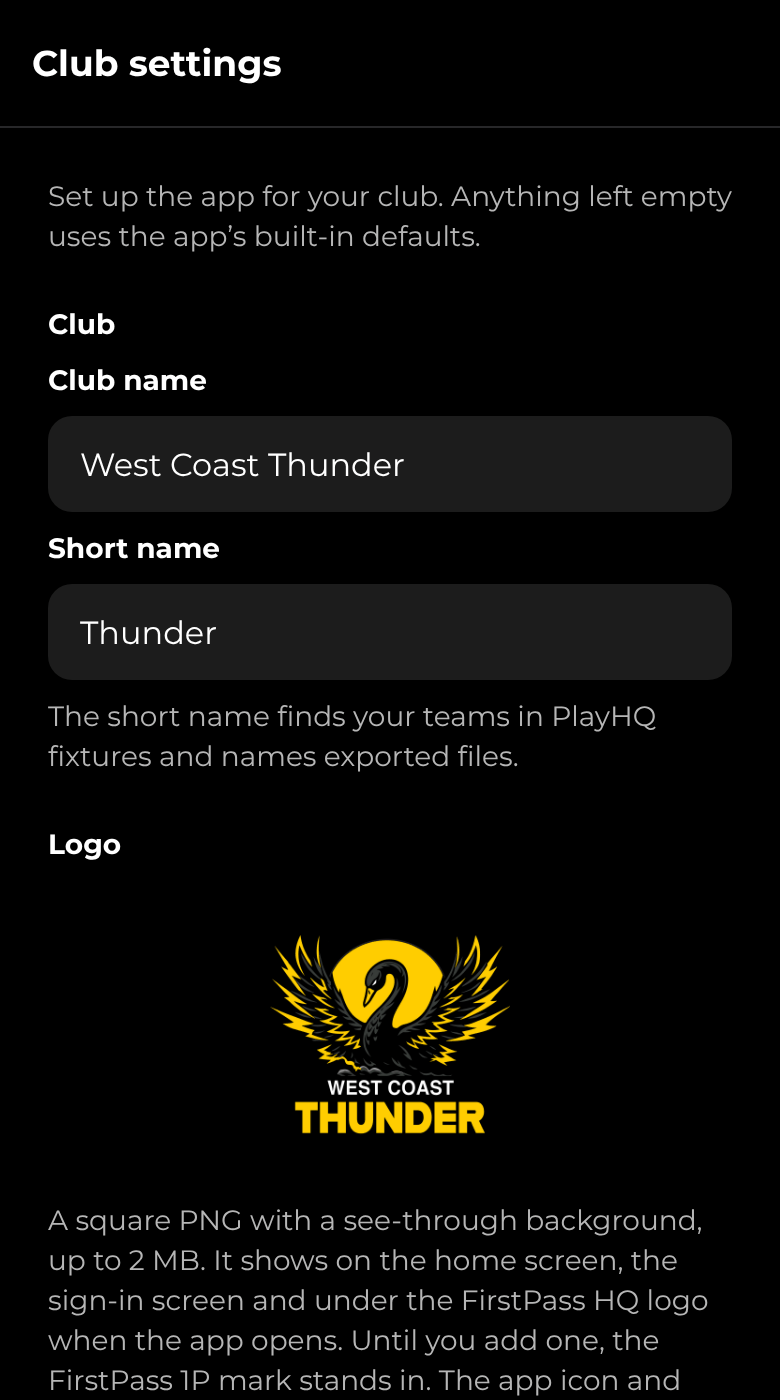 Club settings
Set up the app for your club. Anything left empty
uses the app’s built-in defaults.
Club
Club name
West Coast Thunder
Short name
Thunder
The short name finds your teams in PlayHQ
fixtures and names exported files.
Logo
WEST COAST
THUNDER
A square PNG with a see-through background,
up to 2 MB. It shows on the home screen, the
sign-in screen and under the FirstPass HQ logo
when the app opens. Until you add one, the
FirstPass 1P mark stands in. The app icon and